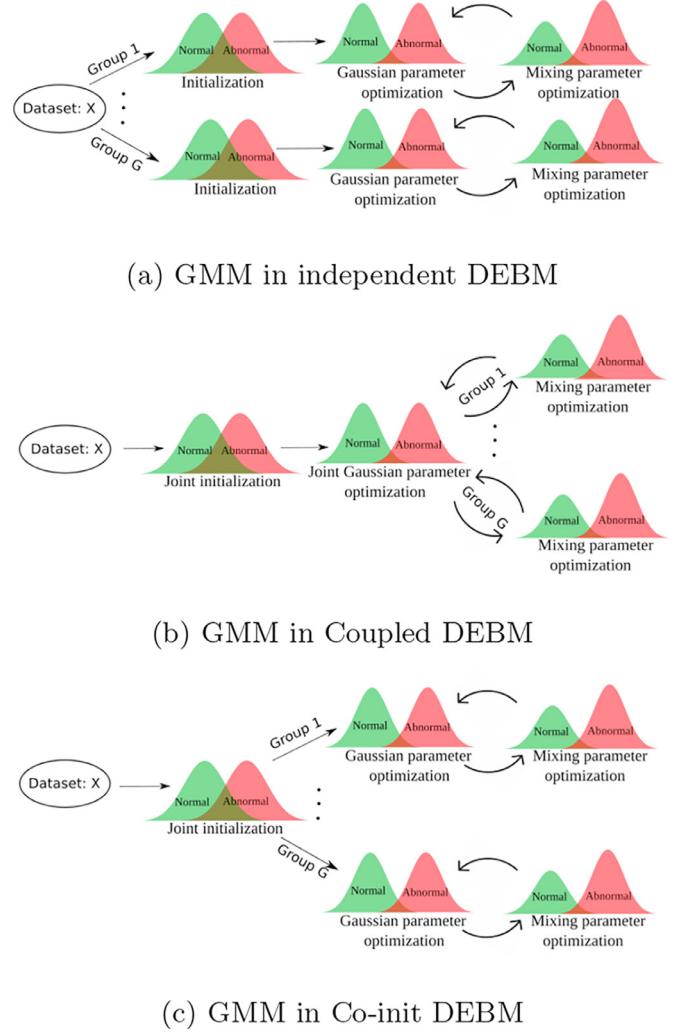 Group 1
Normal
Abnormal
Initialization
Normal
Abnormal
Gaussian parameter
optimization
Normal
Abnormal
Mixing parameter
optimization
Dataset: X
Group G
Normal
Abnormal
Initialization
Normal
Abnormal
Gaussian parameter
optimization
Normal
Abnormal
Mixing parameter
optimization
(a) GMM in independent DEBM
Dataset: X
Normal
Abnormal
Joint initialization
Normal
Abnormal
Joint Gaussian parameter
optimization
Group 1
Normal
Abnormal
Mixing parameter
optimization
Group G
Normal
Abnormal
Mixing parameter
optimization
(b) GMM in Coupled DEBM
Dataset: X
Normal
Abnormal
Joint initialization
Group 1
Normal
Abnormal
Gaussian parameter
optimization
Normal
Abnormal
Mixing parameter
optimization
Group G
Normal
Abnormal
Gaussian parameter
optimization
Normal
Abnormal
Mixing parameter
optimization
(c) GMM in Co-init DEBM